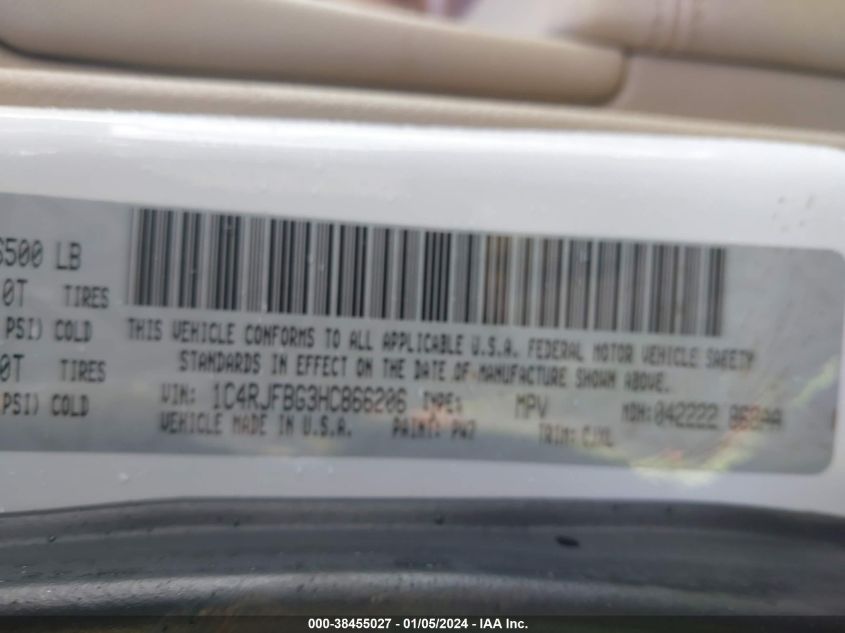 6500 LB
0T TIRES
PSI) COLD
0T TIRES
PSI) COLD
THIS VEHICLE CONFORMS TO ALL APPLICABLE U.S.A. FEDERAL MOTOR VEHICLE SAFETY
STANDARDS IN EFFECT ON THE DATE OF MANUFACTURE SHOWN ABOVE.
VIN: 1C4RJFBG3HC866206 TYPE: MPV MDH: 042222
VEHICLE MADE IN U.S.A. PAINT: PW7 TRIM:
000-38455027 - 01/05/2024 - IAA Inc.